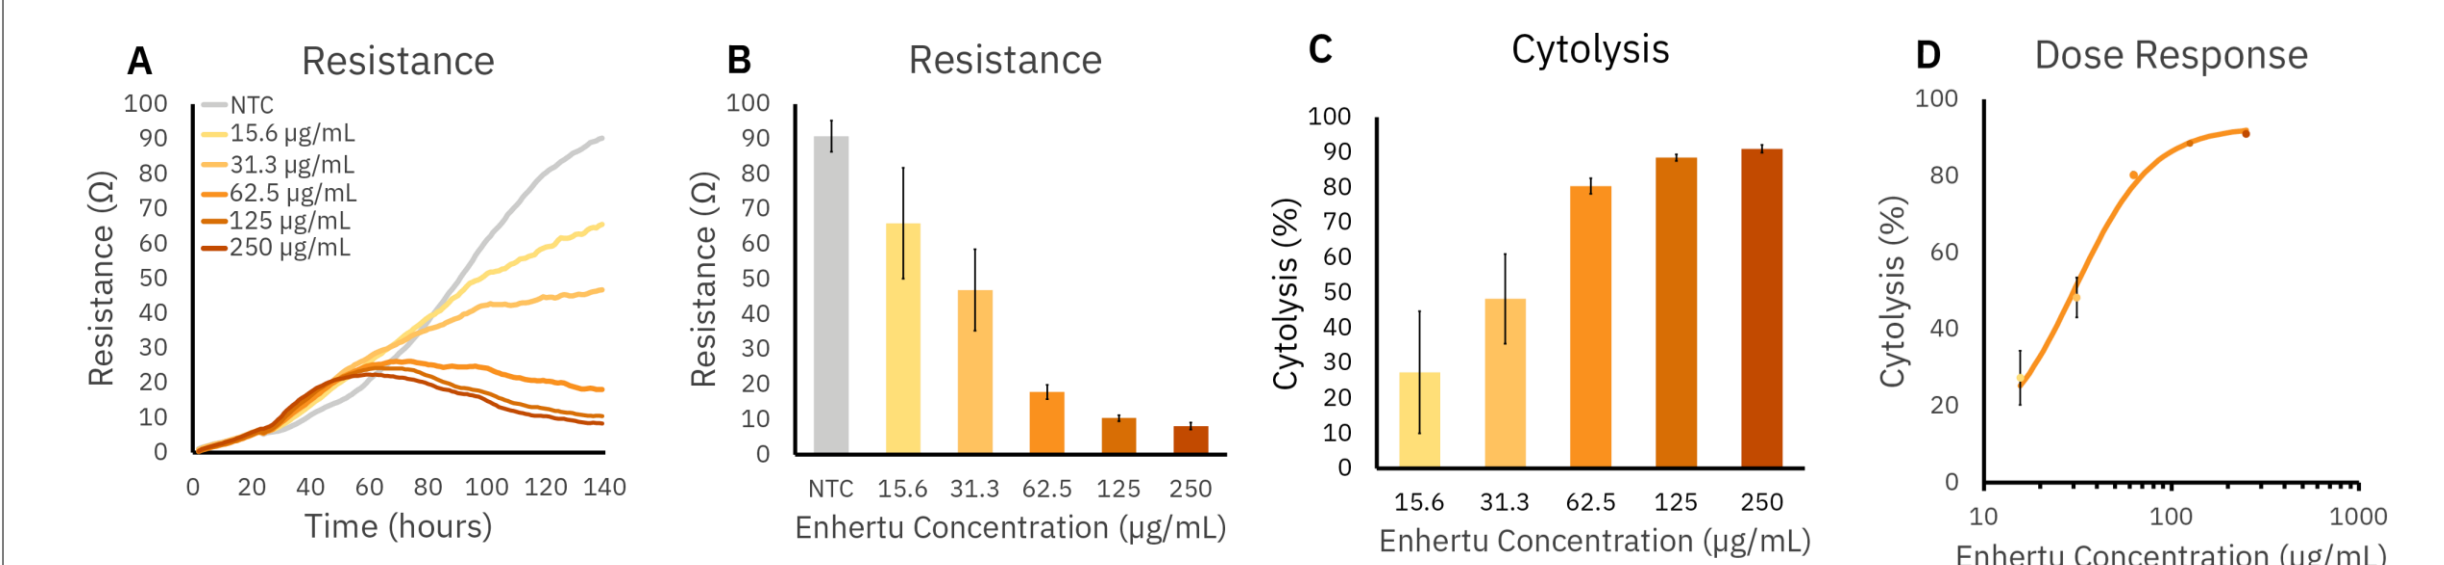 A Resistance
100
90
80
70
60
50
40
30
20
10
0
Resistance (Ω)
NTC
15.6 µg/mL
31.3 µg/mL
62.5 µg/mL
125 µg/mL
250 µg/mL
0 20 40 60 80 100 120 140
Time (hours)
B Resistance
100
90
80
70
60
50
40
30
20
10
0
Resistance (Ω)
NTC 15.6 31.3 62.5 125 250
Enhertu Concentration (µg/mL)
C Cytolysis
100
90
80
70
60
50
40
30
20
10
0
Cytolysis (%)
15.6 31.3 62.5 125 250
Enhertu Concentration (µg/mL)
D Dose Response
100
80
60
40
20
0
Cytolysis (%)
10 100 1000
Enhertu Concentration (µg/mL)